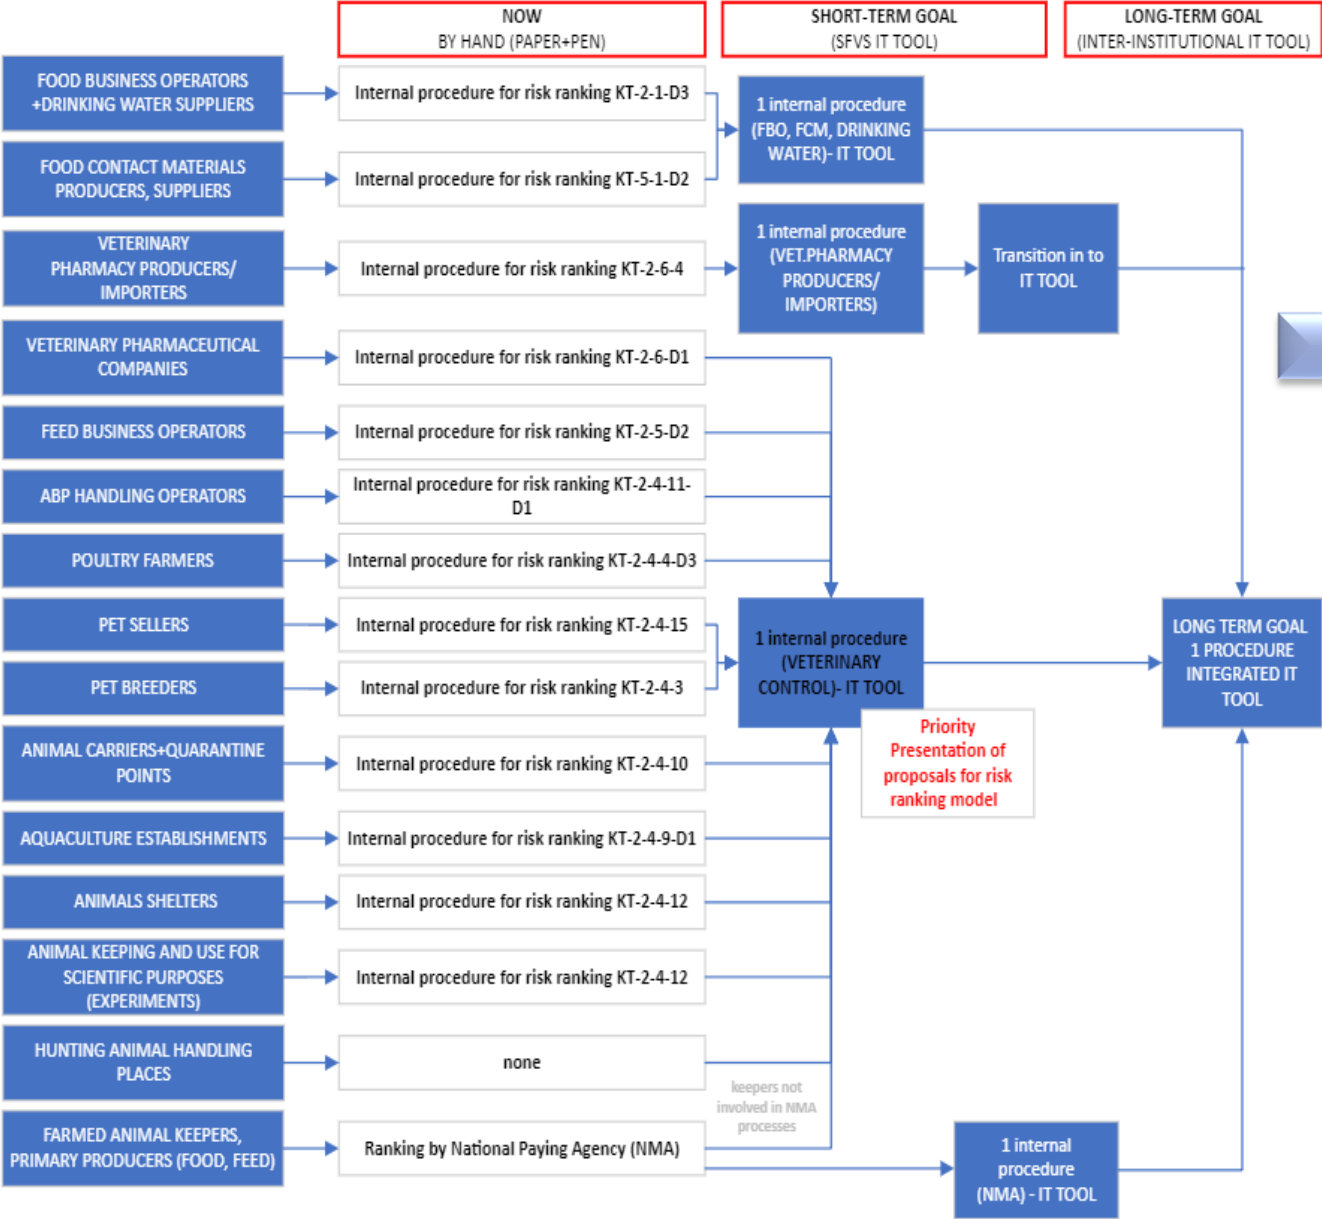 NOW
BY HAND (PAPER+PEN)
SHORT-TERM GOAL
(SFVS IT TOOL)
LONG-TERM GOAL
(INTER-INSTITUTIONAL IT TOOL)
FOOD BUSINESS OPERATORS
+DRINKING WATER SUPPLIERS
Internal procedure for risk ranking KT-2-1-D3
1 internal procedure
(FBO, FCM, DRINKING
WATER)- IT TOOL
FOOD CONTACT MATERIALS
PRODUCERS, SUPPLIERS
Internal procedure for risk ranking KT-5-1-D2
VETERINARY
PHARMACY PRODUCERS/
IMPORTERS
Internal procedure for risk ranking KT-2-6-4
1 internal procedure
(VET.PHARMACY
PRODUCERS/
IMPORTERS)
Transition in to
IT TOOL
VETERINARY PHARMACEUTICAL
COMPANIES
Internal procedure for risk ranking KT-2-6-D1
FEED BUSINESS OPERATORS
Internal procedure for risk ranking KT-2-5-D2
ABP HANDLING OPERATORS
Internal procedure for risk ranking KT-2-4-11-
D1
POULTRY FARMERS
Internal procedure for risk ranking KT-2-4-4-D3
PET SELLERS
Internal procedure for risk ranking KT-2-4-15
1 internal procedure
(VETERINARY
CONTROL)- IT TOOL
LONG TERM GOAL
1 PROCEDURE
INTEGRATED IT
TOOL
PET BREEDERS
Internal procedure for risk ranking KT-2-4-3
Priority
Presentation of
proposals for risk
ranking model
ANIMAL CARRIERS+QUARANTINE
POINTS
Internal procedure for risk ranking KT-2-4-10
AQUACULTURE ESTABLISHMENTS
Internal procedure for risk ranking KT-2-4-9-D1
ANIMALS SHELTERS
Internal procedure for risk ranking KT-2-4-12
ANIMAL KEEPING AND USE FOR
SCIENTIFIC PURPOSES
(EXPERIMENTS)
Internal procedure for risk ranking KT-2-4-12
HUNTING ANIMAL HANDLING
PLACES
none
keepers not
involved in NMA
processes
FARMED ANIMAL KEEPERS,
PRIMARY PRODUCERS (FOOD, FEED)
Ranking by National Paying Agency (NMA)
1 internal
procedure
(NMA) - IT TOOL